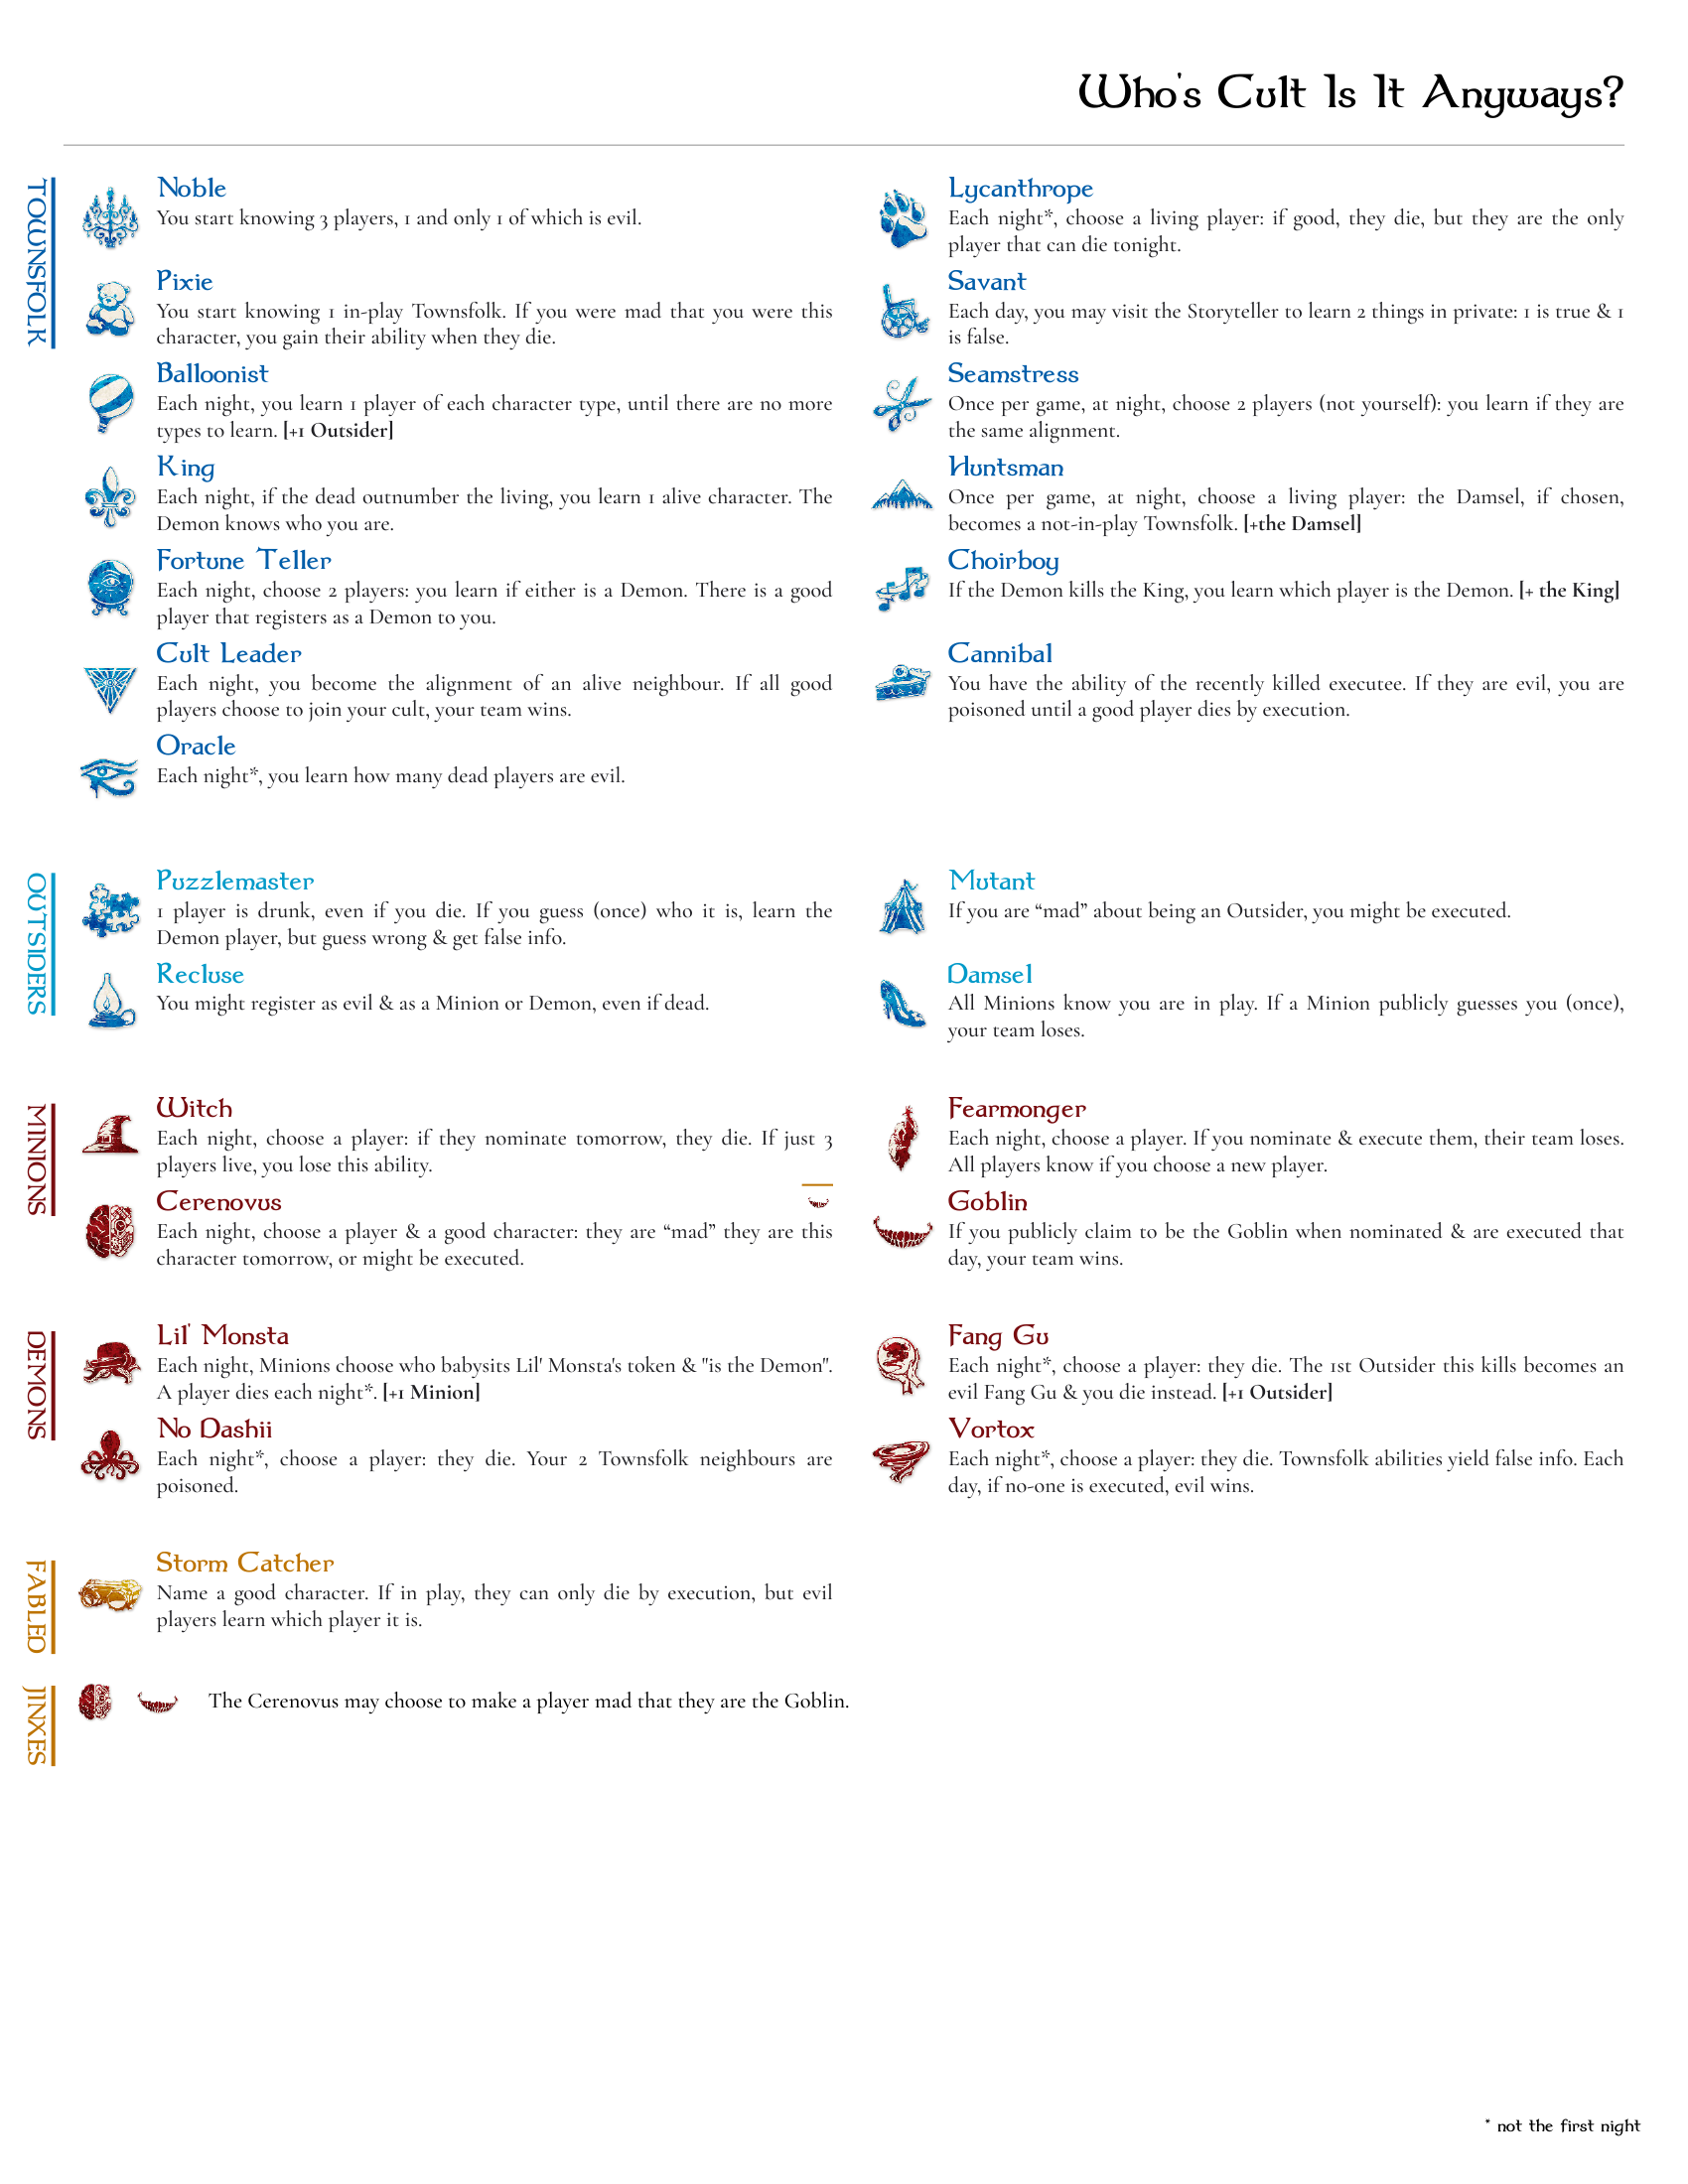 Who's Cult Is It Anyways?
TOWNSFOLK
Noble
You start knowing 3 players, 1 and only 1 of which is evil.
Pixie
You start knowing 1 in-play Townsfolk. If you were mad that you were this
character, you gain their ability when they die.
Balloonist
Each night, you learn 1 player of each character type, until there are no more
types to learn. [+1 Outsider]
King
Each night, if the dead outnumber the living, you learn 1 alive character. The
Demon knows who you are.
Fortune Teller
Each night, choose 2 players: you learn if either is a Demon. There is a good
player that registers as a Demon to you.
Cult Leader
Each night, you become the alignment of an alive neighbour. If all good
players choose to join your cult, your team wins.
Oracle
Each night*, you learn how many dead players are evil.
Lycanthrope
Each night*, choose a living player: if good, they die, but they are the only
player that can die tonight.
Savant
Each day, you may visit the Storyteller to learn 2 things in private: 1 is true & 1
is false.
Seamstress
Once per game, at night, choose 2 players (not yourself): you learn if they are
the same alignment.
Huntsman
Once per game, at night, choose a living player: the Damsel, if chosen,
becomes a not-in-play Townsfolk. [+the Damsel]
Choirboy
If the Demon kills the King, you learn which player is the Demon. [+ the King]
Cannibal
You have the ability of the recently killed executee. If they are evil, you are
poisoned until a good player dies by execution.
OUTSIDERS
Puzzlemaster
1 player is drunk, even if you die. If you guess (once) who it is, learn the
Demon player, but guess wrong & get false info.
Recluse
You might register as evil & as a Minion or Demon, even if dead.
Mutant
If you are “mad” about being an Outsider, you might be executed.
Damsel
All Minions know you are in play. If a Minion publicly guesses you (once),
your team loses.
MINIONS
Witch
Each night, choose a player: if they nominate tomorrow, they die. If just 3
players live, you lose this ability.
Cerenovus
Each night, choose a player & a good character: they are “mad” they are this
character tomorrow, or might be executed.
Fearmonger
Each night, choose a player. If you nominate & execute them, their team loses.
All players know if you choose a new player.
Goblin
If you publicly claim to be the Goblin when nominated & are executed that
day, your team wins.
DEMONS
Lil' Monsta
Each night, Minions choose who babysits Lil' Monsta's token & "is the Demon".
A player dies each night*. [+1 Minion]
No Dashii
Each night*, choose a player: they die. Your 2 Townsfolk neighbours are
poisoned.
Fang Gu
Each night*, choose a player: they die. The 1st Outsider this kills becomes an
evil Fang Gu & you die instead. [+1 Outsider]
Vortox
Each night*, choose a player: they die. Townsfolk abilities yield false info. Each
day, if no-one is executed, evil wins.
FABLED
Storm Catcher
Name a good character. If in play, they can only die by execution, but evil
players learn which player it is.
JINXES
The Cerenovus may choose to make a player mad that they are the Goblin.
* not the first night